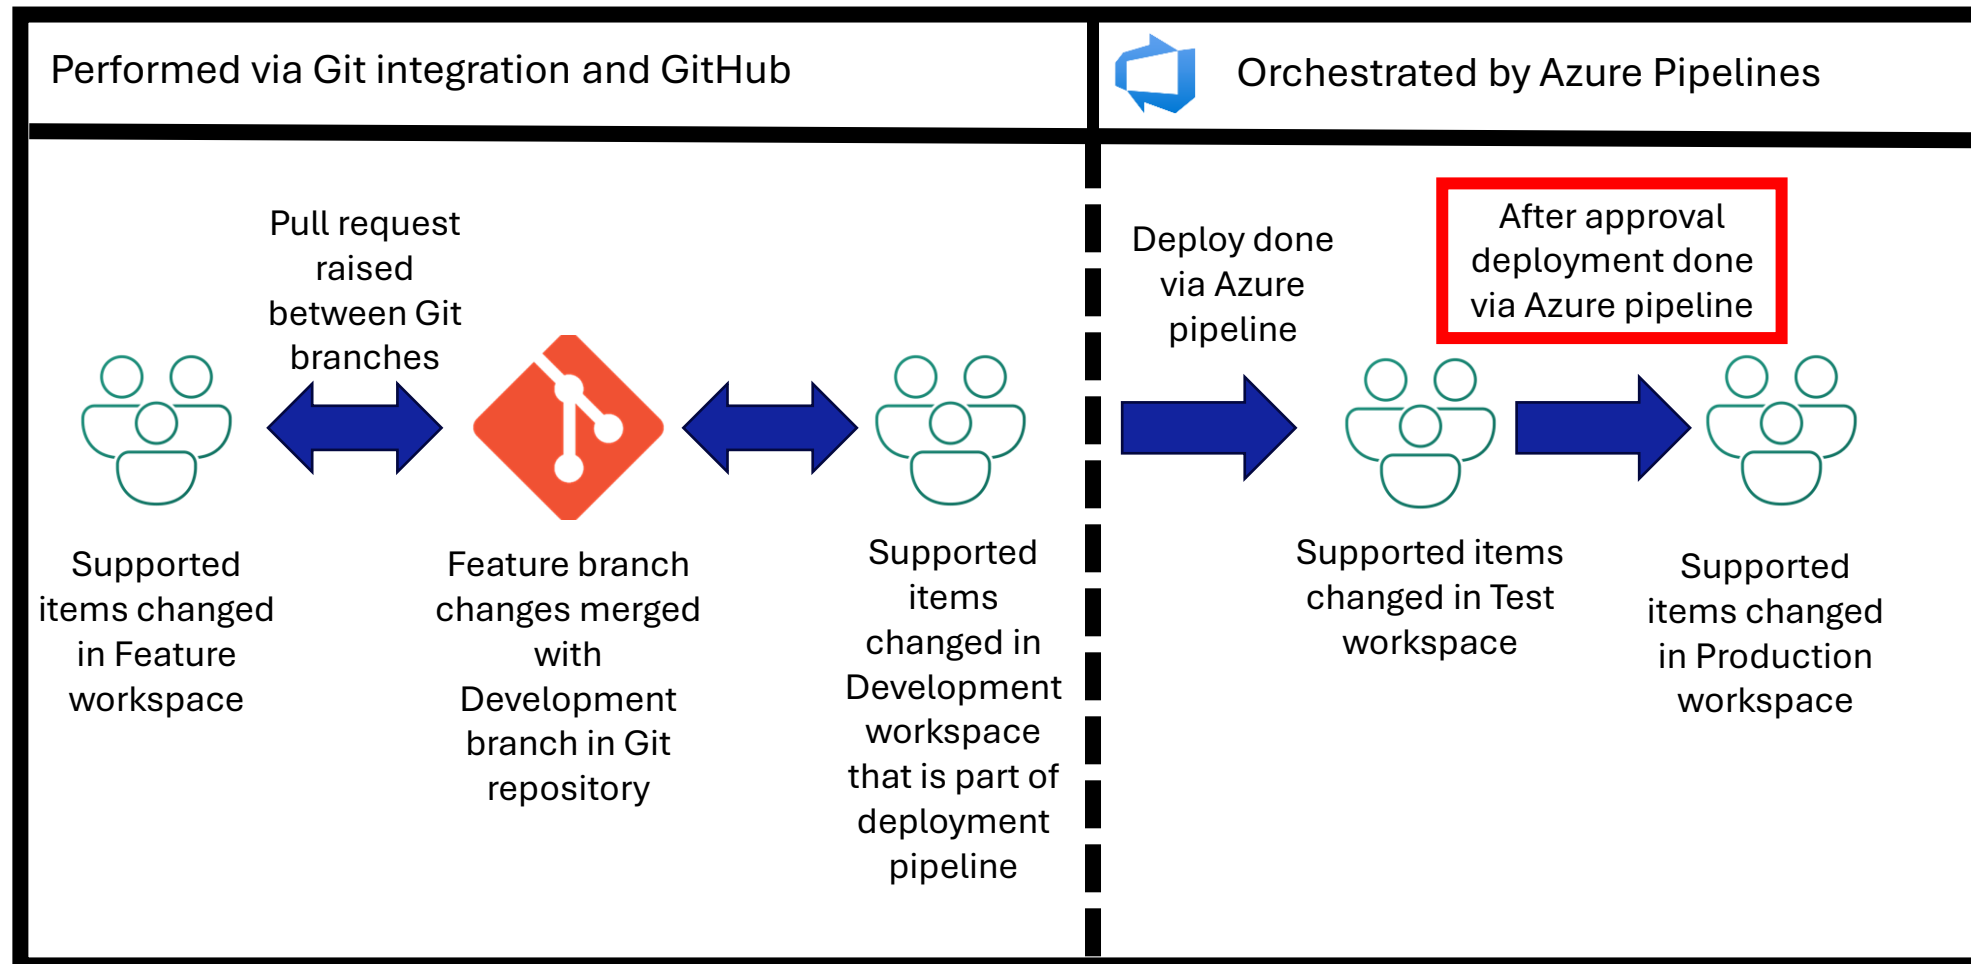 Performed via Git integration and GitHub
Orchestrated by Azure Pipelines
Pull request
raised
between Git
branches
Deploy done
via Azure
pipeline
After approval
deployment done
via Azure pipeline
Supported
items changed
in Feature
workspace
Feature branch
changes merged
with
Development
branch in Git
repository
Supported
items
changed in
Development
workspace
that is part of
deployment
pipeline
Supported items
changed in Test
workspace
Supported
items changed
in Production
workspace